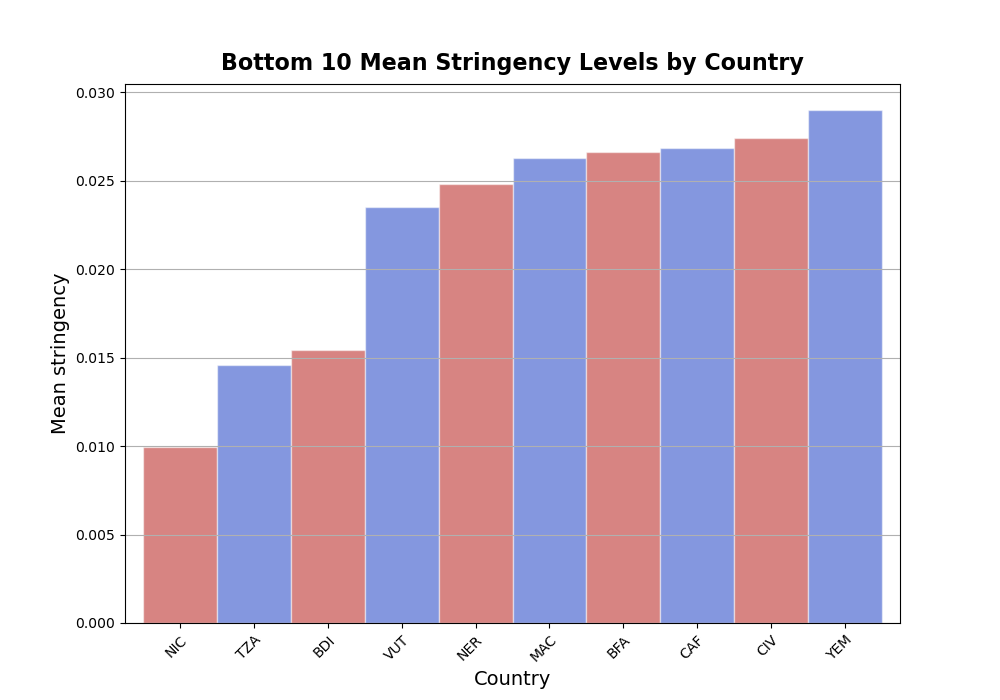 Bottom 10 Mean Stringency Levels by Country
0.030
0.025
0.020
0.015
0.010
0.005
0.000
Mean stringency
NIC
TZA
BDI
VUT
NER
MAC
BFA
CAF
CIV
YEM
Country